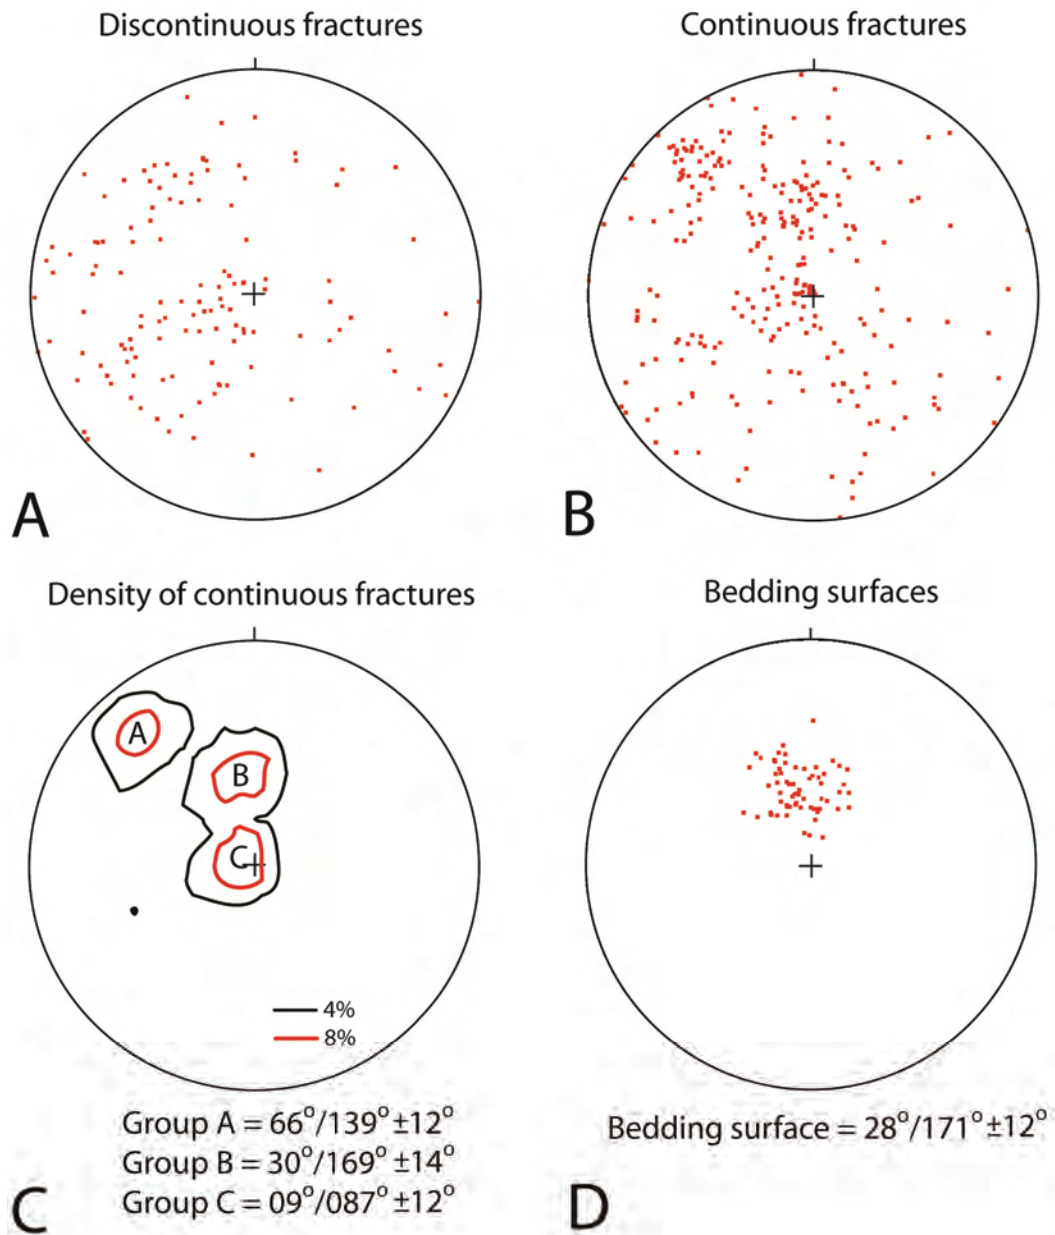 Discontinuous fractures
Continuous fractures
A
B
Density of continuous fractures
Bedding surfaces
A
B
C
4%
8%
Group A = 66°/139° ±12°
Group B = 30°/169° ±14°
Group C = 09°/087° ±12°
Bedding surface = 28°/171° ±12°
C
D